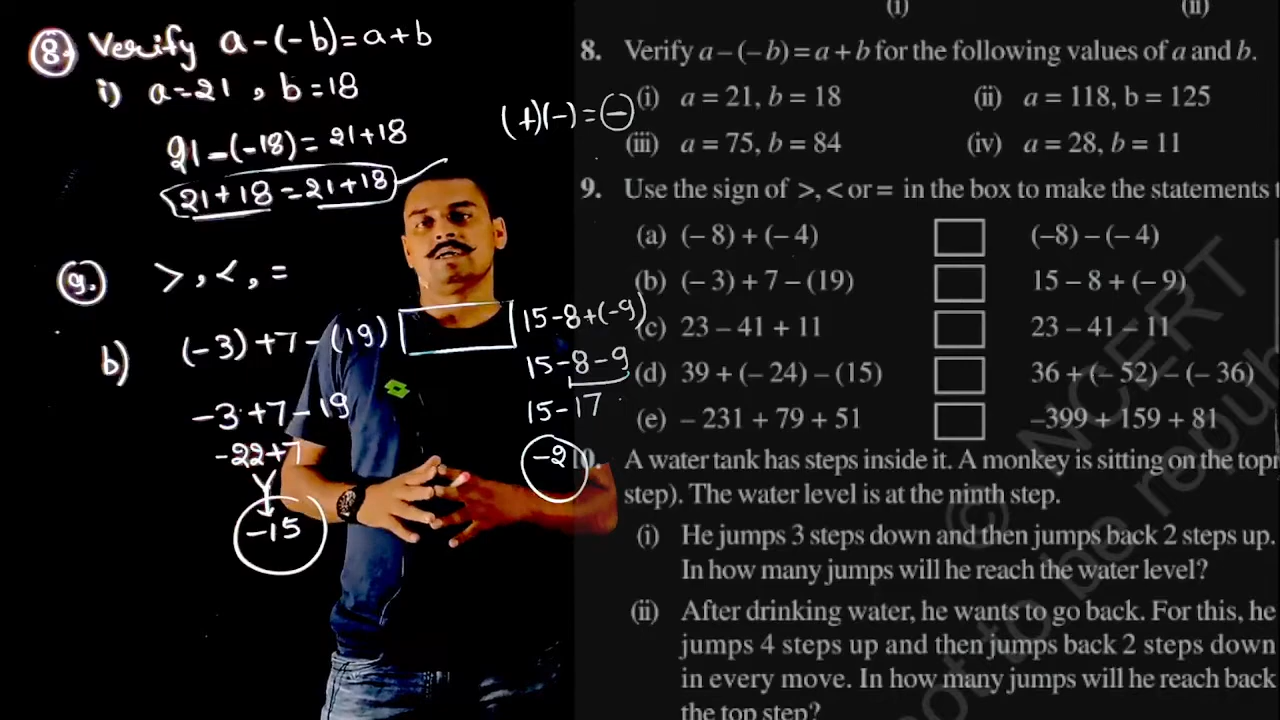 8. Verify a-(-b)=a+b
i) a=21, b=18
21-(-18)=21+18
21+18=21+18
(+)(-)=-
9. >, <, =
b) (-3)+7-(19) 15-8+(-9)
-3+7-19
-22+7
-15
15-8-9
15-17
-2
(i) (ii)
8. Verify a – (– b) = a + b for the following values of a and b.
(i) a = 21, b = 18 (ii) a = 118, b = 125
(iii) a = 75, b = 84 (iv) a = 28, b = 11
9. Use the sign of >, < or = in the box to make the statements
(a) (– 8) + (– 4) (–8) – (– 4)
(b) (– 3) + 7 – (19) 15 – 8 + (– 9)
(c) 23 – 41 + 11 23 – 41 – 11
(d) 39 + (– 24) – (15) 36 + (– 52) – (– 36)
(e) – 231 + 79 + 51 –399 + 159 + 81
10. A water tank has steps inside it. A monkey is sitting on the
step). The water level is at the ninth step.
(i) He jumps 3 steps down and then jumps back 2 steps up.
In how many jumps will he reach the water level?
(ii) After drinking water, he wants to go back. For this, he
jumps 4 steps up and then jumps back 2 steps down
in every move. In how many jumps will he reach back
the top step?
© NCERT
not to be republ